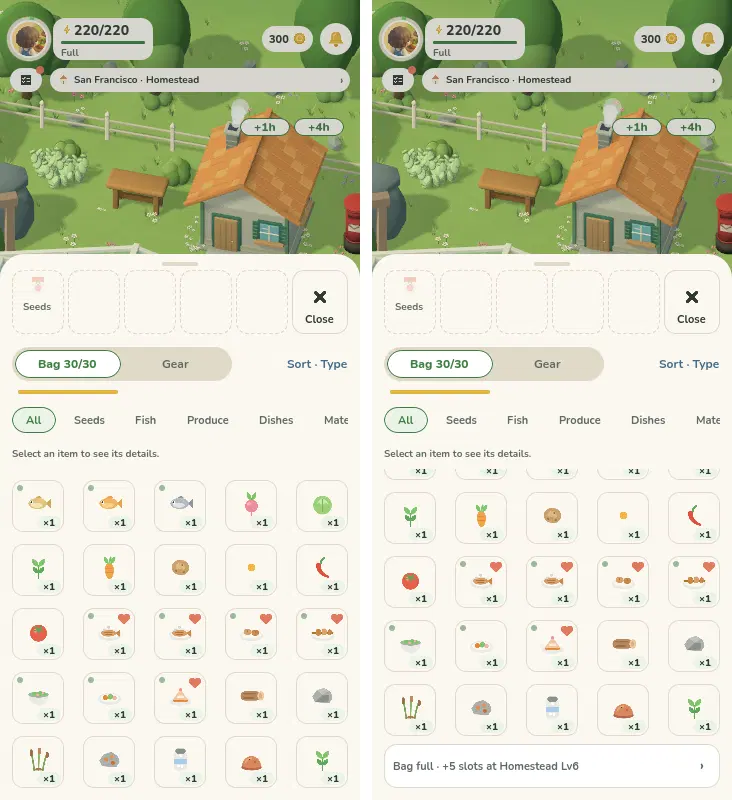 220/220
Full
300
San Francisco · Homestead ›
+1h +4h
Seeds
Close
Bag 30/30 Gear Sort · Type
All Seeds Fish Produce Dishes Mate
Select an item to see its details.
×1 ×1 ×1 ×1 ×1
×1 ×1 ×1 ×1 ×1
×1 ×1 ×1 ×1 ×1
×1 ×1 ×1 ×1 ×1
×1 ×1 ×1 ×1 ×1
220/220
Full
300
San Francisco · Homestead ›
+1h +4h
Seeds
Close
Bag 30/30 Gear Sort · Type
All Seeds Fish Produce Dishes Mate
Select an item to see its details.
×1 ×1 ×1 ×1 ×1
×1 ×1 ×1 ×1 ×1
×1 ×1 ×1 ×1 ×1
×1 ×1 ×1 ×1 ×1
×1 ×1 ×1 ×1 ×1
Bag full · +5 slots at Homestead Lv6 ›